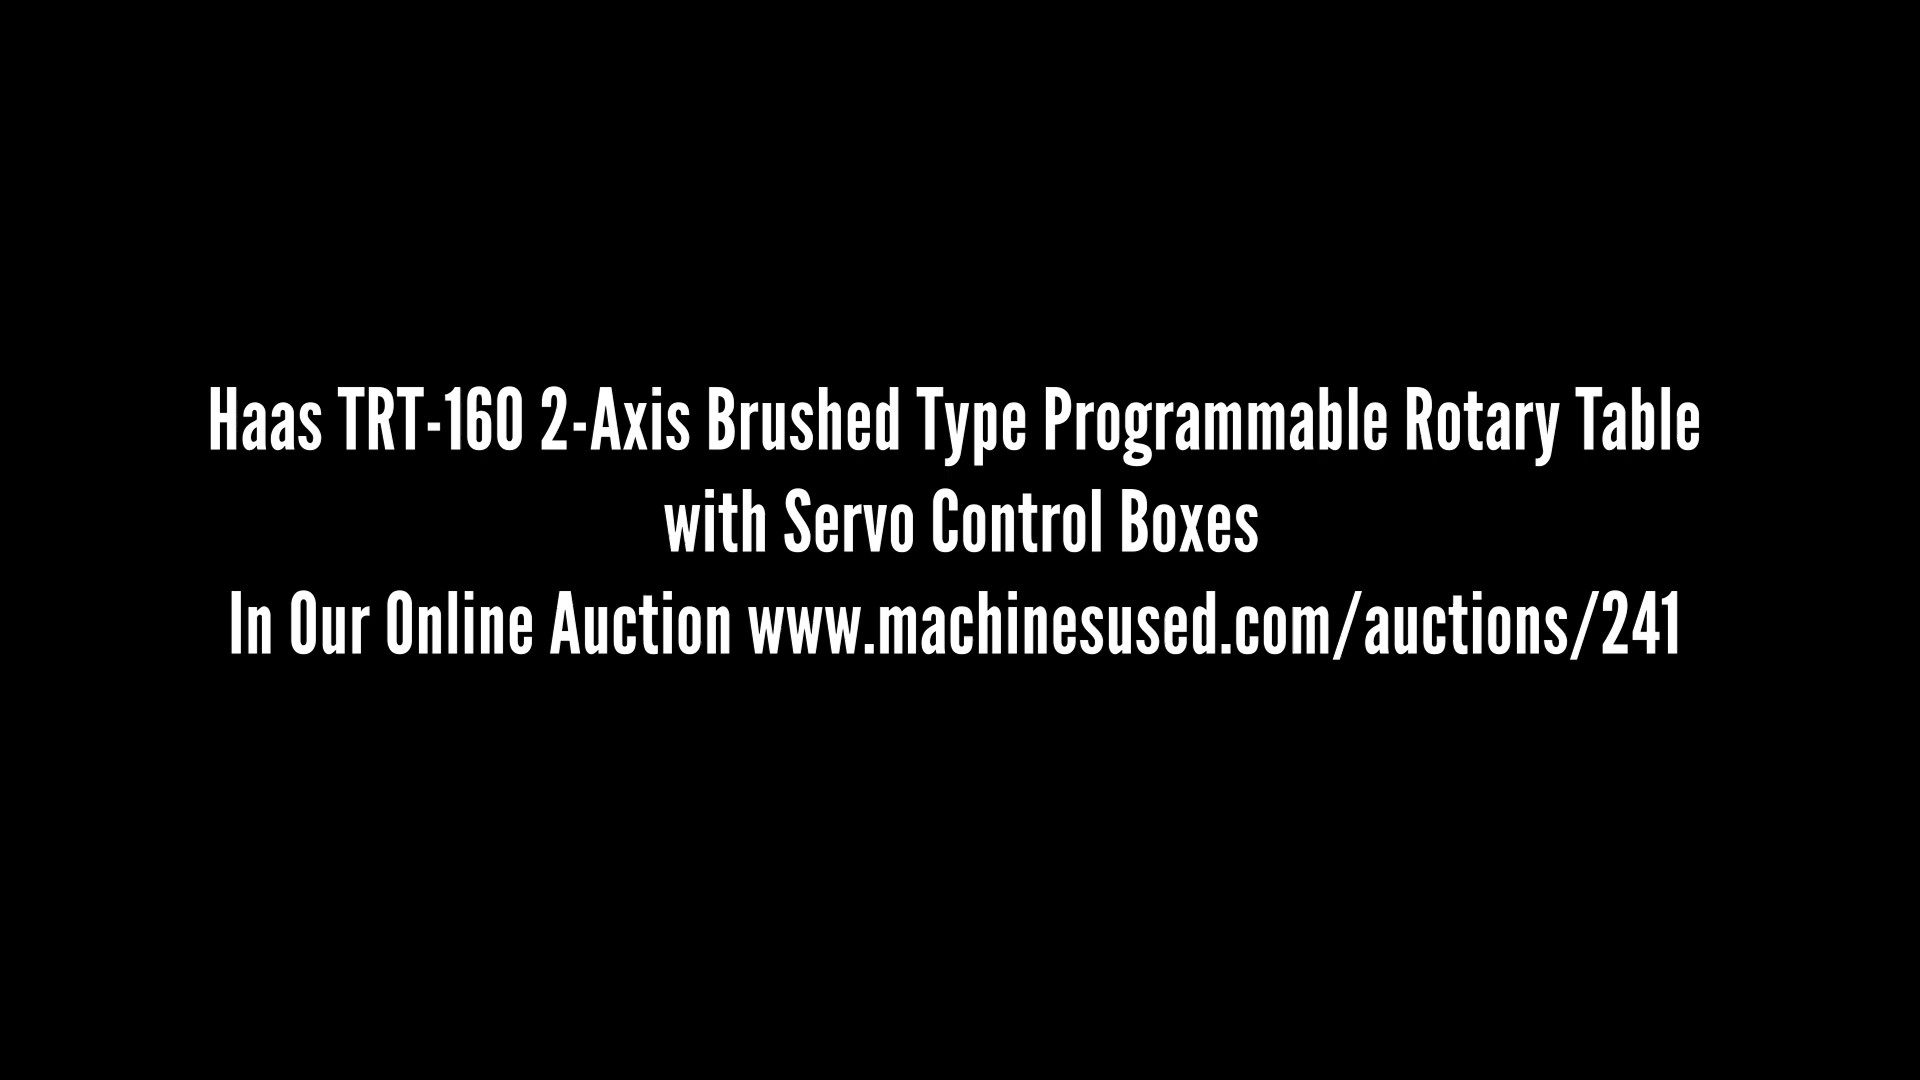 Haas TRT-160 2-Axis Brushed Type Programmable Rotary Table
with Servo Control Boxes
In Our Online Auction www.machinesused.com/auctions/241